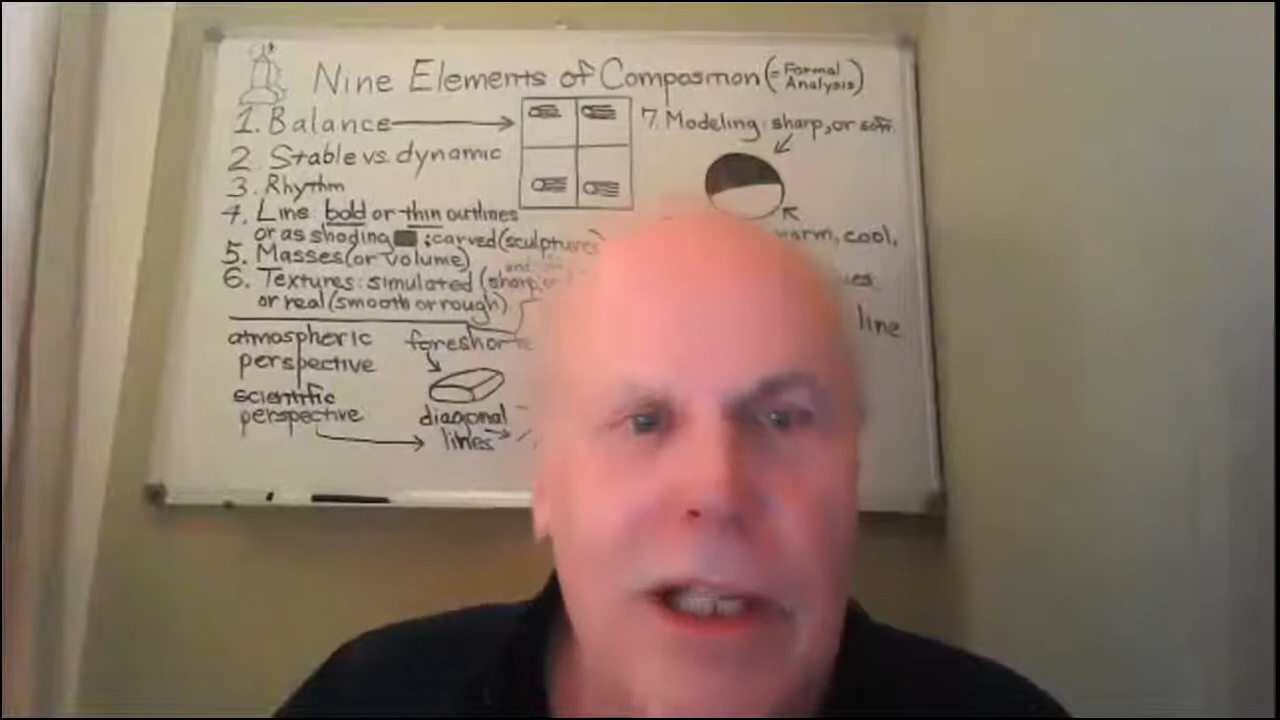 Nine Elements of Composition (= Formal Analysis)
1. Balance
2. Stable vs. dynamic
3. Rhythm
4. Line: bold or thin outlines
or as shading ; carved (sculpture)
5. Masses (or volume)
6. Textures: simulated (sharp, or
or real (smooth or rough)
atmospheric
perspective
scientific
perspective
diagonal
lines
7. Modeling: sharp, or soft.
warm, cool,
line